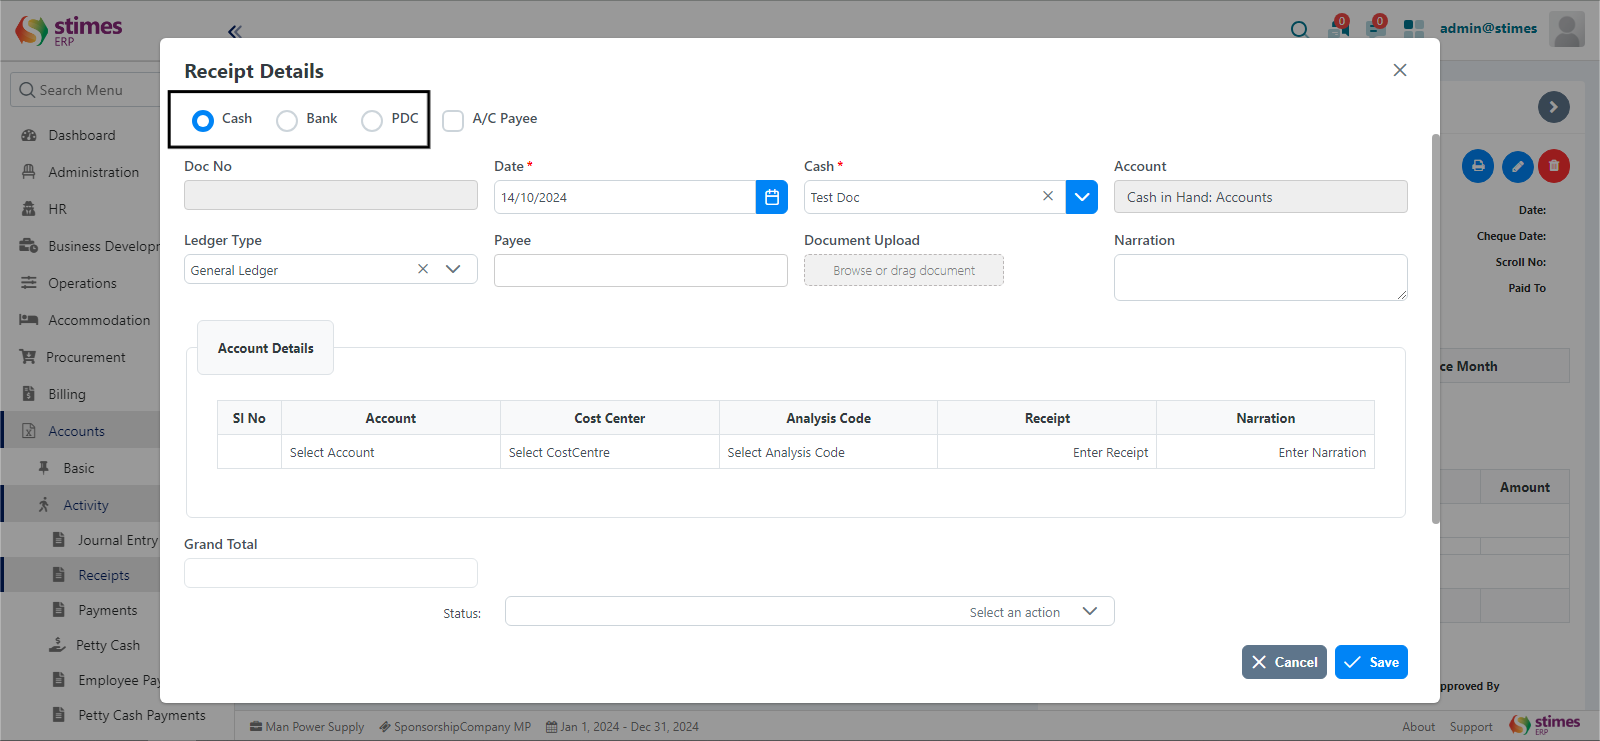 stimes
ERP
0
0
admin@stimes
Search Menu
Dashboard
Administration
HR
Business Develop
Operations
Accommodation
Procurement
Billing
Accounts
Basic
Activity
Journal Entry
Receipts
Payments
Petty Cash
Employee Pay
Petty Cash Payments
Receipt Details
Cash Bank PDC A/C Payee
Doc No Date * Cash * Account
14/10/2024 Test Doc Cash in Hand: Accounts
Ledger Type Payee Document Upload Narration
General Ledger Browse or drag document
Account Details
Sl No Account Cost Center Analysis Code Receipt Narration
Select Account Select CostCentre Select Analysis Code Enter Receipt Enter Narration
Grand Total
Status: Select an action
Cancel Save
Date:
Cheque Date:
Scroll No:
Paid To
ce Month
Amount
pproved By
Man Power Supply SponsorshipCompany MP Jan 1, 2024 - Dec 31, 2024
About Support stimes
ERP